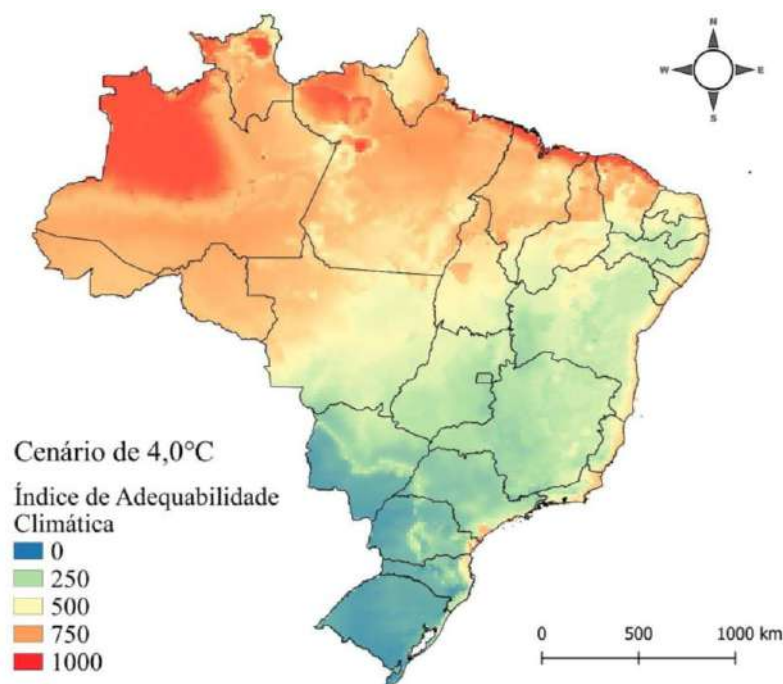 N
W E
S
Cenário de 4,0°C
Índice de Adequabilidade
Climática
0
250
500
750
1000
0 500 1000 km